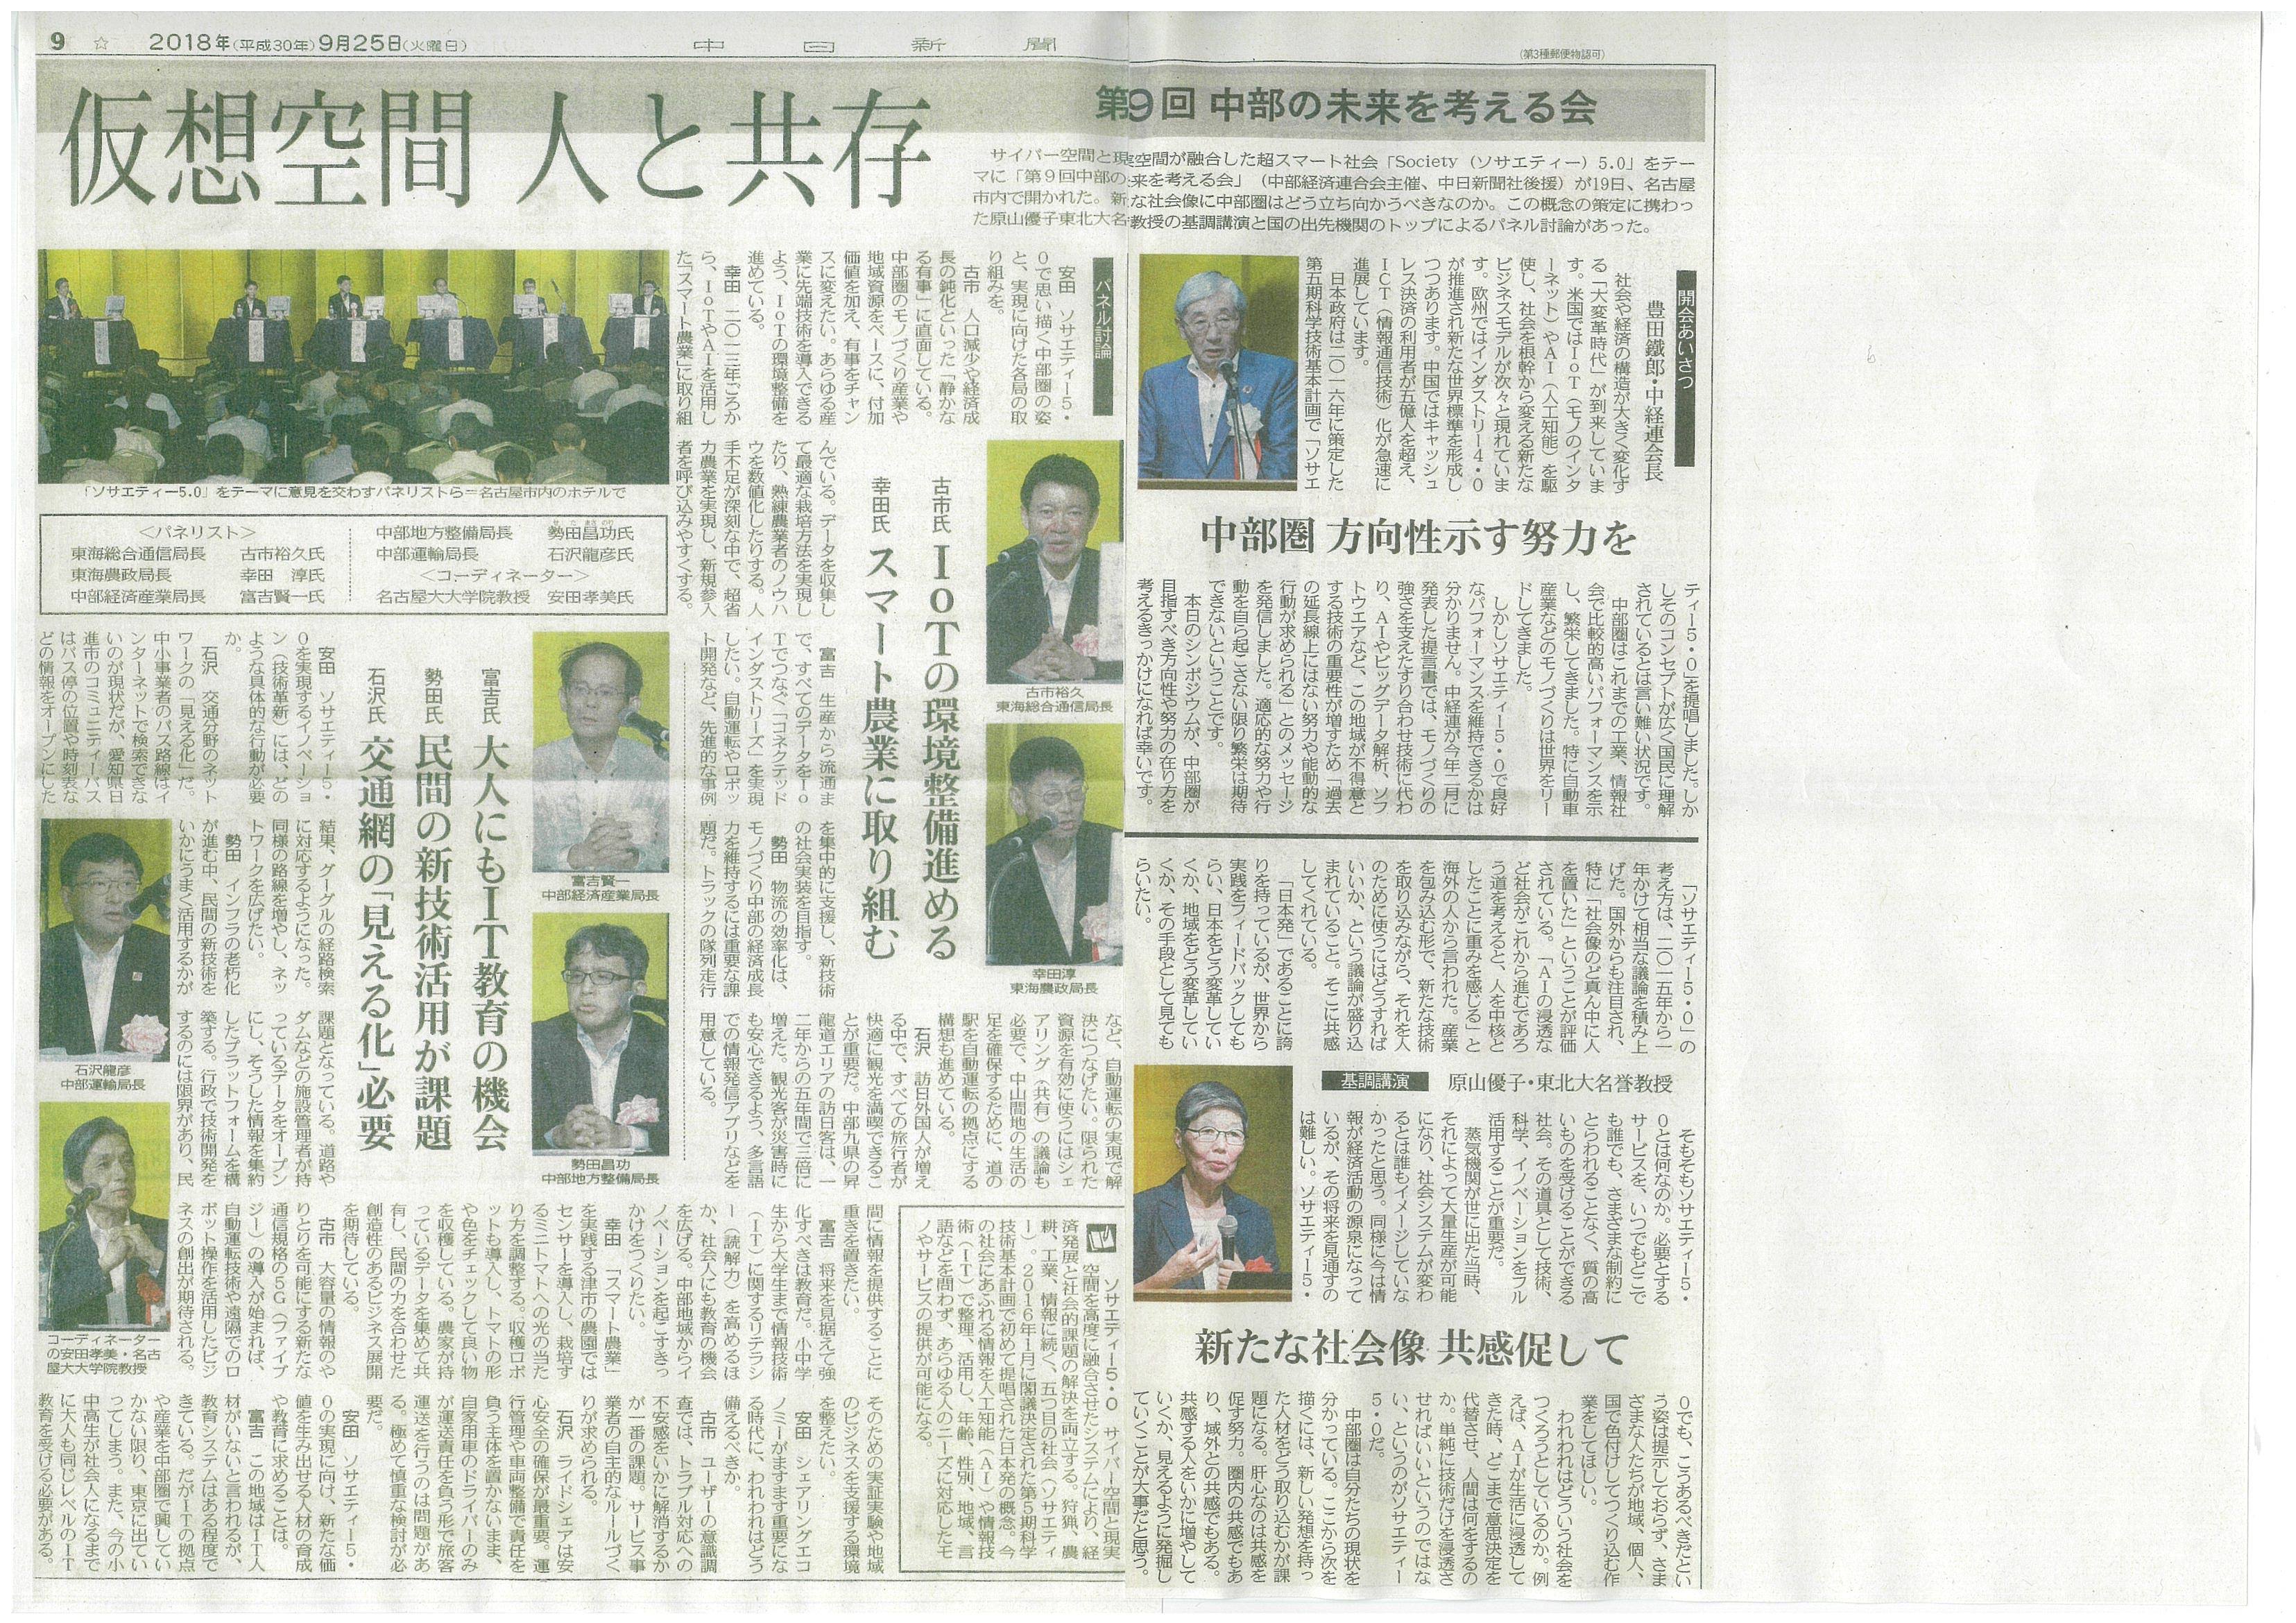 9 ☆ 2018年(平成30年)9月25日(火曜日)
中日新聞
(第3種郵便物認可)
仮想空間 人と共存
第9回 中部の未来を考える会
サイバー空間と現実空間が融合した超スマート社会「Society (ソサエティー) 5.0」をテー
マに「第9回中部の未来を考える会」(中部経済連合会主催、中日新聞社後援)が19日、名古屋
市内で開かれた。新たな社会像に中部圏はどう立ち向かうべきなのか。この概念の策定に携わっ
た原山優子東北大名誉教授の基調講演と国の出先機関のトップによるパネル討論があった。
開会あいさつ
豊田鐵郎・中経連会長
社会や経済の構造が大きく変化す
る「大変革時代」が到来していま
す。米国ではIoT(モノのインタ
ーネット)やAI(人工知能)を駆
使し、社会を根幹から変える新たな
ビジネスモデルが次々と現れていま
す。欧州ではインダストリー4・0
が推進され新たな世界標準を形成し
つつあります。中国ではキャッシュ
レス決済の利用者が五億人を超え、
ICT(情報通信技術)化が急速に
進展しています。
日本政府は二〇一六年に策定した
第五期科学技術基本計画で「ソサエ
中部圏 方向性示す努力を
ティー5・0」を提唱しました。しか
しそのコンセプトが広く国民に理解
されているとは言い難い状況です。
中部圏はこれまでの工業、情報社
会で比較的高いパフォーマンスを示
し、繁栄してきました。特に自動車
産業などのモノづくりは世界をリー
ドしてきました。
しかしソサエティー5・0で良好
なパフォーマンスを維持できるかは
分かりません。中経連が今年二月に
発表した提言書では、モノづくりの
強さを支えたすり合わせ技術に代わ
り、AIやビッグデータ解析、ソフ
トウエアなど、この地域が不得意と
する技術の重要性が増すため「過去
の延長線上にはない努力や能動的な
行動が求められる」とのメッセージ
を発信しました。適応的な努力や行
動を自ら起こさない限り繁栄は期待
できないということです。
本日のシンポジウムが、中部圏が
目指すべき方向性や努力の在り方を
考えるきっかけになれば幸いです。
基調講演
原山優子・東北大名誉教授
「ソサエティー5・0」の
考え方は、二〇一五年から一
年かけて相当な議論を積み上
げた。国外からも注目され、
特に「社会像のど真ん中に人
を置いた」ということが評価
されている。「AIの浸透な
ど社会がこれから進むであろ
う道を考えると、人を中核と
したことに重みを感じる」と
海外の人から言われた。産業
を包み込む形で、新たな技術
を取り込みながら、それを人
のために使うにはどうすれば
いいか、という議論が盛り込
まれていること。そこに共感
してくれている。
「日本発」であることに誇
りを持っているが、世界から
実践をフィードバックしても
らい、日本をどう変革してい
くか、地域をどう変革してい
くか、その手段として見ても
らいたい。
そもそもソサエティー5・
0とは何なのか。必要とする
サービスを、いつでもどこで
も誰でも、さまざまな制約に
とらわれることなく、質の高
いものを受けることができる
社会。その道具として技術、
科学、イノベーションをフル
活用することが重要だ。
蒸気機関が世に出た当時、
それによって大量生産が可能
になり、社会システムが変わ
るとは誰もイメージしていな
かったと思う。同様に今は情
報が経済活動の源泉になって
いるが、その将来を見通すの
は難しい。ソサエティー5・
新たな社会像 共感促して
0でも、こうあるべきだとい
う姿は提示しておらず、さま
ざまな人たちが地域、個人、
国で色付けしてつくり込む作
業をしてほしい。
われわれはどういう社会を
つくろうとしているのか。例
えば、AIが生活に浸透して
きた時、どこまで意思決定を
代替させ、人間は何をするの
か。単純に技術だけを浸透さ
せればいいというのではな
い、というのがソサエティー
5・0だ。
中部圏は自分たちの現状を
分かっている。ここから次を
描くには、新しい発想を持っ
た人材をどう取り込むかが課
題になる。肝心なのは共感を
促す努力。圏内の共感でもあ
り、域外との共感でもある。
共感する人をいかに増やして
いくか、見えるように発掘し
ていくことが大事だと思う。
「ソサエティー5.0」をテーマに意見を交わすパネリストら=名古屋市内のホテルで
<パネリスト>
東海総合通信局長 古市裕久氏
東海農政局長 幸田 淳氏
中部経済産業局長 富吉賢一氏
中部地方整備局長 勢田昌功氏
中部運輸局長 石沢龍彦氏
<コーディネーター>
名古屋大大学院教授 安田孝美氏
パネル討論
安田 ソサエティー5・
0で思い描く中部圏の姿
と、実現に向けた各局の取
り組みを。
古市 人口減少や経済成
長の鈍化といった「静かな
る有事」に直面している。
中部圏のモノづくり産業や
地域資源をベースに、付加
価値を加え、有事をチャン
スに変えたい。あらゆる産
業に先端技術を導入できる
よう、IoTの環境整備を
進めている。
幸田 二〇一三年ごろか
ら、IoTやAIを活用し
た「スマート農業」に取り組
んでいる。データを収集し
て最適な栽培方法を実現し
たり、熟練農業者のノウハ
ウを数値化したりする。人
手不足が深刻な中で、超省
力農業を実現し、新規参入
者を呼び込みやすくする。
古市氏 IoTの環境整備進める
幸田氏 スマート農業に取り組む
古市裕久
東海総合通信局長
幸田淳
東海農政局長
富吉 生産から流通ま
で、すべてのデータをIo
Tでつなぐ「コネクテッド
インダストリーズ」を実現
したい。自動運転やロボッ
ト開発など、先進的な事例
を集中的に支援し、新技術
の社会実装を目指す。
勢田 物流の効率化は、
モノづくり中部の経済成長
力を維持するには重要な課
題だ。トラックの隊列走行
など、自動運転の実現で解
決につなげたい。限られた
資源を有効に使うにはシェ
アリング(共有)の議論も
必要で、中山間地の生活の
足を確保するために、道の
駅を自動運転の拠点にする
構想も進めている。
石沢 訪日外国人が増え
る中で、すべての旅行者が
快適に観光を満喫できるこ
とが重要だ。中部九県の昇
龍道エリアの訪日客は、一
二年からの五年間で三倍に
増えた。観光客が災害時に
も安心できるよう、多言語
での情報発信アプリなどを
用意している。
富吉氏 大人にもIT教育の機会
勢田氏 民間の新技術活用が課題
石沢氏 交通網の「見える化」必要
富吉賢一
中部経済産業局長
勢田昌功
中部地方整備局長
石沢龍彦
中部運輸局長
コーディネーター
の安田孝美・名古
屋大大学院教授
安田 ソサエティー5・
0を実現するイノベーショ
ン(技術革新)には、どの
ような具体的な行動が必要
か。
石沢 交通分野のネット
ワークの「見える化」だ。
中小事業者のバス路線はイ
ンターネットで検索できな
いのが現状だが、愛知県日
進市のコミュニティーバス
はバス停の位置や時刻表な
どの情報をオープンにした
結果、グーグルの経路検索
に対応するようになった。
同様の路線を増やし、ネッ
トワークを広げたい。
勢田 インフラの老朽化
が進む中、民間の新技術を
いかにうまく活用するかが
課題となっている。道路や
ダムなどの施設管理者が持
っているデータをオープン
にし、そうした情報を集約
したプラットフォームを構
築する。行政で技術開発を
するのには限界があり、民
間に情報を提供することに
重きを置きたい。
富吉 将来を見据えて強
化すべきは教育だ。小中学
生から大学生まで情報技術
(IT)に関するリテラシ
ー(読解力)を高めるほ
か、社会人にも教育の機会
を広げる。中部地域からイ
ノベーションを起こすきっ
かけをつくりたい。
幸田 「スマート農業」
を実践する津市の農園では
センサーを導入し、栽培す
るミニトマトへの光の当た
り方を調整する。収穫ロボ
ットも導入し、トマトの形
や色をチェックして良い物
を収穫している。農家が持
っているデータを集めて共
有し、民間の力を合わせた
創造性のあるビジネス展開
を期待している。
古市 大容量の情報のや
りとりを可能にする新たな
通信規格の5G(ファイブ
ジー)の導入が始まれば、
自動運転技術や遠隔でのロ
ボット操作を活用したビジ
ネスの創出が期待される。
そのための実証実験や地域
のビジネスを支援する環境
を整えたい。
安田 シェアリングエコ
ノミーがますます重要にな
る時代に、われわれはどう
備えるべきか。
古市 ユーザーの意識調
査では、トラブル対応への
不安感をいかに解消するか
が一番の課題。サービス事
業者の自主的なルールづく
りが求められる。
石沢 ライドシェアは安
心安全の確保が最重要。運
行管理や車両整備で責任を
負う主体を置かないまま、
自家用車のドライバーのみ
が運送責任を負う形で旅客
運送を行うのは問題があ
る。極めて慎重な検討が必
要だ。
安田 ソサエティー5・
0の実現に向け、新たな価
値を生み出せる人材の育成
や教育に求めることは。
富吉 この地域はIT人
材がいないと言われるが、
教育システムはある程度で
きている。だがITの拠点
や産業を中部圏で興してい
かない限り、東京に出てい
ってしまう。また、今の小
中高生が社会人になるまで
に大人も同じレベルのIT
教育を受ける必要がある。
ソサエティー5・0 サイバー空間と現実
空間を高度に融合させたシステムにより、経
済発展と社会的課題の解決を両立する。狩猟、農
耕、工業、情報に続く、五つ目の社会(ソサエティ
ー)。2016年1月に閣議決定された第5期科学
技術基本計画で初めて提唱された日本発の概念。今
の社会にあふれる情報を人工知能(AI)や情報技
術(IT)で整理、活用し、年齢、性別、地域、言
語などを問わず、あらゆる人のニーズに対応したモ
ノやサービスの提供が可能になる。